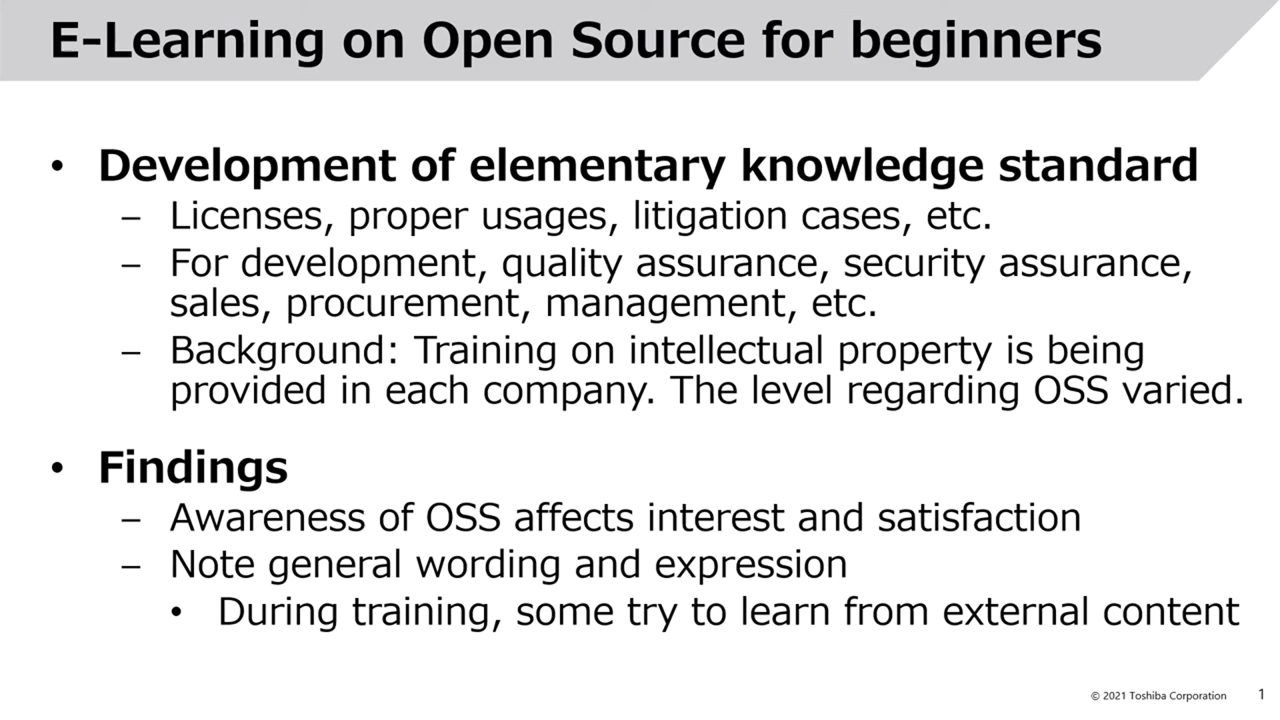 E-Learning on Open Source for beginners
• Development of elementary knowledge standard
– Licenses, proper usages, litigation cases, etc.
– For development, quality assurance, security assurance,
sales, procurement, management, etc.
– Background: Training on intellectual property is being
provided in each company. The level regarding OSS varied.
• Findings
– Awareness of OSS affects interest and satisfaction
– Note general wording and expression
• During training, some try to learn from external content
© 2021 Toshiba Corporation 1